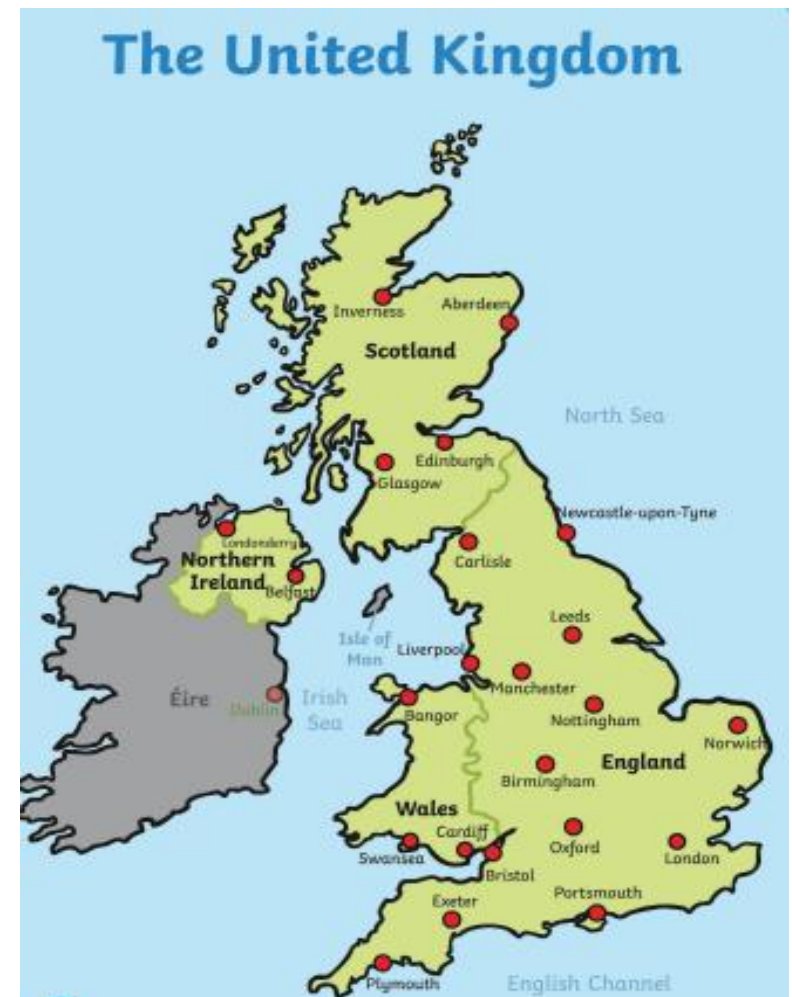 The United Kingdom
Inverness
Aberdeen
Scotland
North Sea
Edinburgh
Glasgow
Newcastle-upon-Tyne
Londonderry
Northern
Ireland
Belfast
Carlisle
Isle of
Man
Leeds
Liverpool
Manchester
Éire
Dublin
Irish
Sea
Bangor
Nottingham
Norwich
England
Birmingham
Wales
Cardiff
Swansea
Oxford
London
Bristol
Portsmouth
Exeter
Plymouth
English Channel